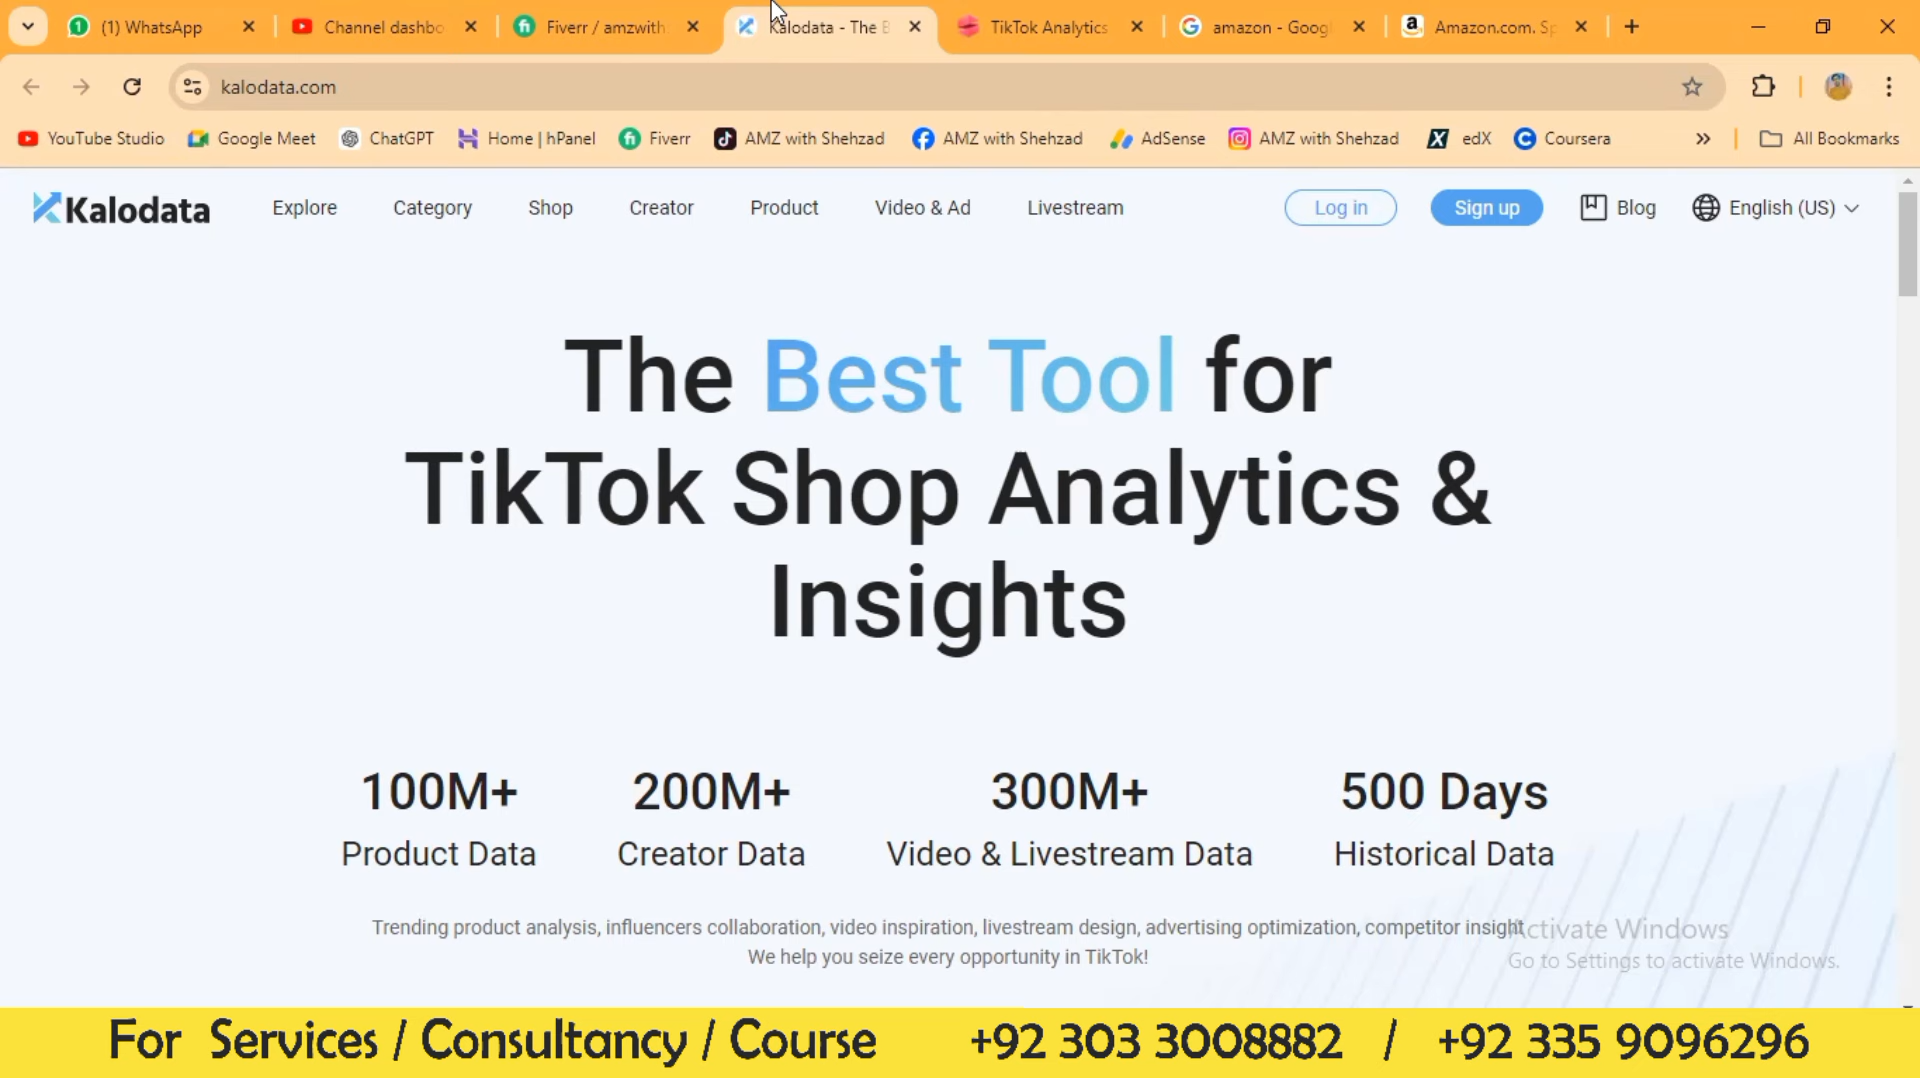 (1) WhatsApp
Channel dashbo
Fiverr / amzwith
Kalodata - The B
TikTok Analytics
amazon - Googl
Amazon.com. Sp
kalodata.com
YouTube Studio
Google Meet
ChatGPT
Home | hPanel
Fiverr
AMZ with Shehzad
AMZ with Shehzad
AdSense
AMZ with Shehzad
edX
Coursera
All Bookmarks
Kalodata
Explore
Category
Shop
Creator
Product
Video & Ad
Livestream
Log in
Sign up
Blog
English (US)
The Best Tool for
TikTok Shop Analytics &
Insights
100M+
Product Data
200M+
Creator Data
300M+
Video & Livestream Data
500 Days
Historical Data
Trending product analysis, influencers collaboration, video inspiration, livestream design, advertising optimization, competitor insight
We help you seize every opportunity in TikTok!
Activate Windows
Go to Settings to activate Windows.
For Services / Consultancy / Course +92 303 3008882 / +92 335 9096296